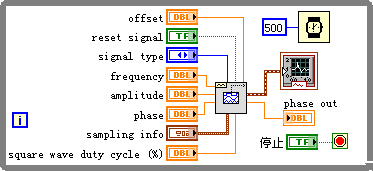 offset DBL
500
reset signal TF
signal type
frequency DBL
amplitude DBL
phase DBL
phase out
DBL
i
sampling info
停止 TF
square wave duty cycle (%) DBL